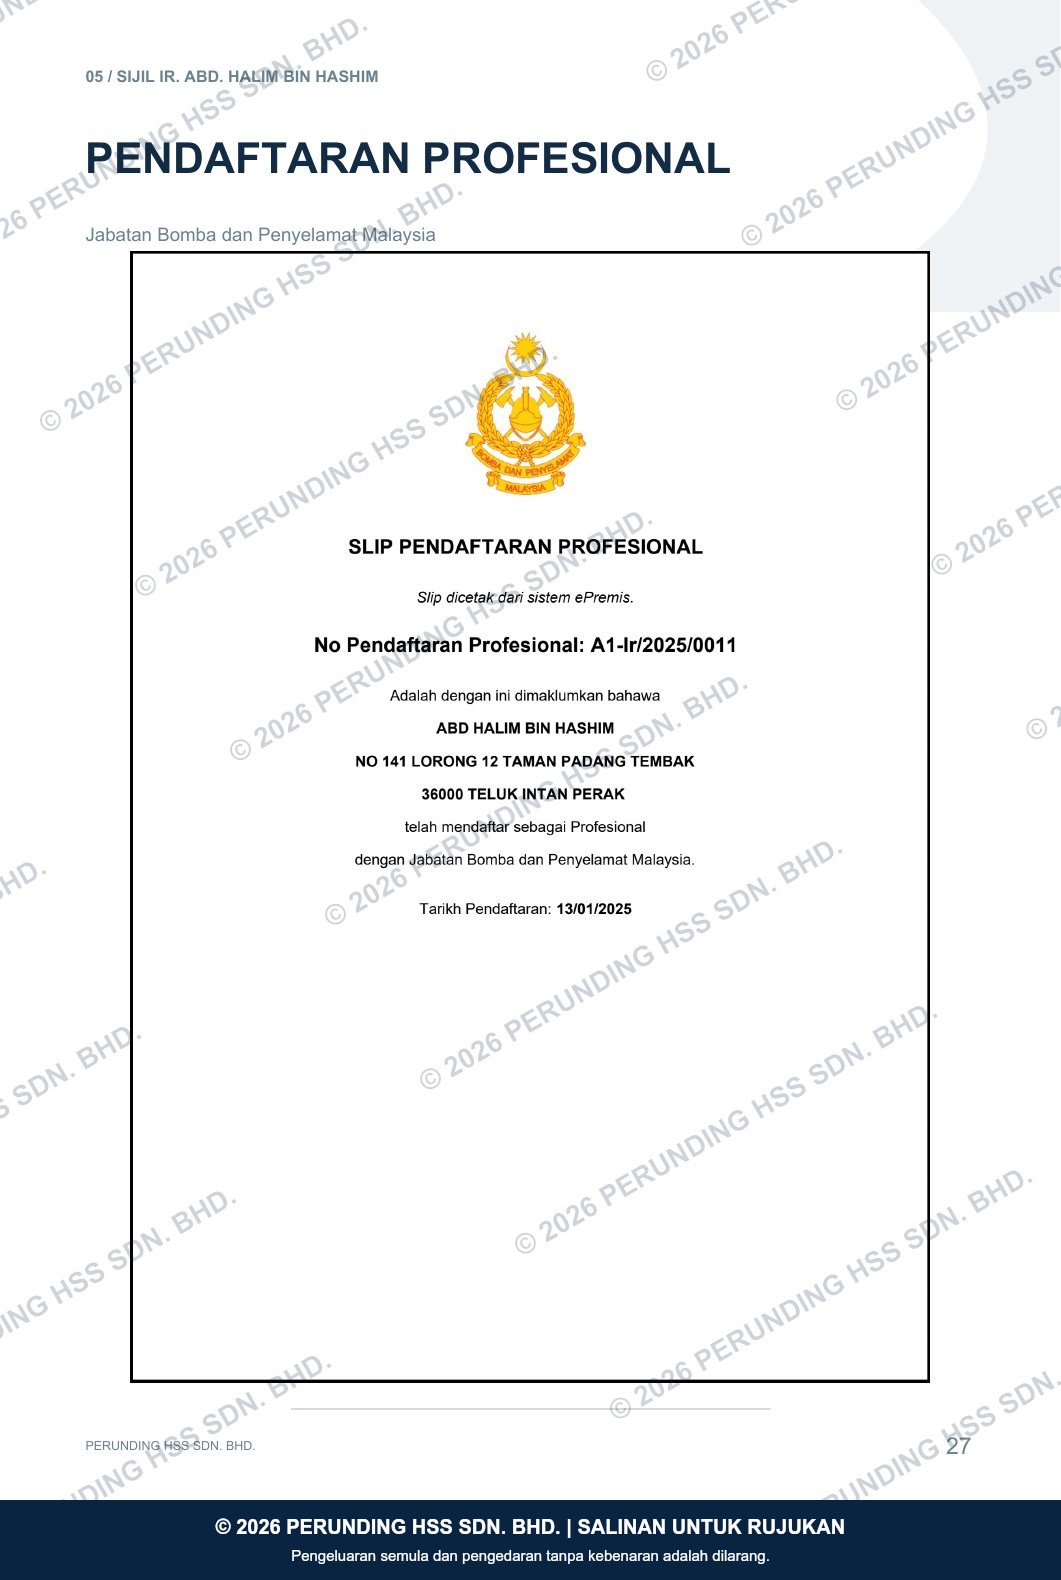 05 / SIJIL IR. ABD. HALIM BIN HASHIM
PENDAFTARAN PROFESIONAL
Jabatan Bomba dan Penyelamat Malaysia
BOMBA DAN PENYELAMAT
MALAYSIA
SLIP PENDAFTARAN PROFESIONAL
Slip dicetak dari sistem ePremis.
No Pendaftaran Profesional: A1-Ir/2025/0011
Adalah dengan ini dimaklumkan bahawa
ABD HALIM BIN HASHIM
NO 141 LORONG 12 TAMAN PADANG TEMBAK
36000 TELUK INTAN PERAK
telah mendaftar sebagai Profesional
dengan Jabatan Bomba dan Penyelamat Malaysia.
Tarikh Pendaftaran: 13/01/2025
© 2026 PERUNDING HSS SDN. BHD.
PERUNDING HSS SDN. BHD.
27
© 2026 PERUNDING HSS SDN. BHD. | SALINAN UNTUK RUJUKAN
Pengeluaran semula dan pengedaran tanpa kebenaran adalah dilarang.